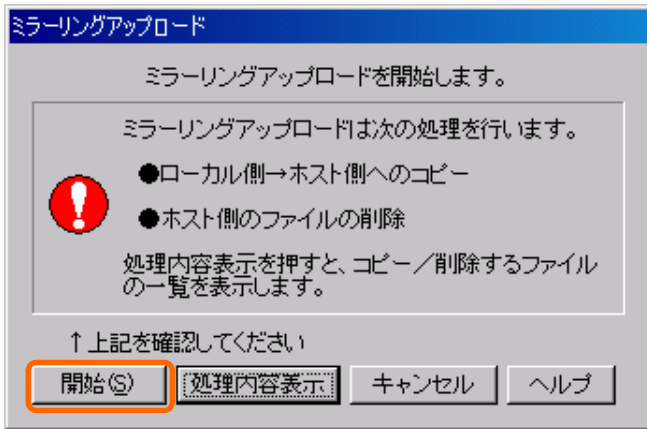 ミラーリングアップロード
ミラーリングアップロードを開始します。
ミラーリングアップロードは次の処理を行います。
●ローカル側→ホスト側へのコピー
●ホスト側のファイルの削除
処理内容表示を押すと、コピー／削除するファイル
の一覧を表示します。
↑上記を確認してください
開始(S) 処理内容表示 キャンセル ヘルプ